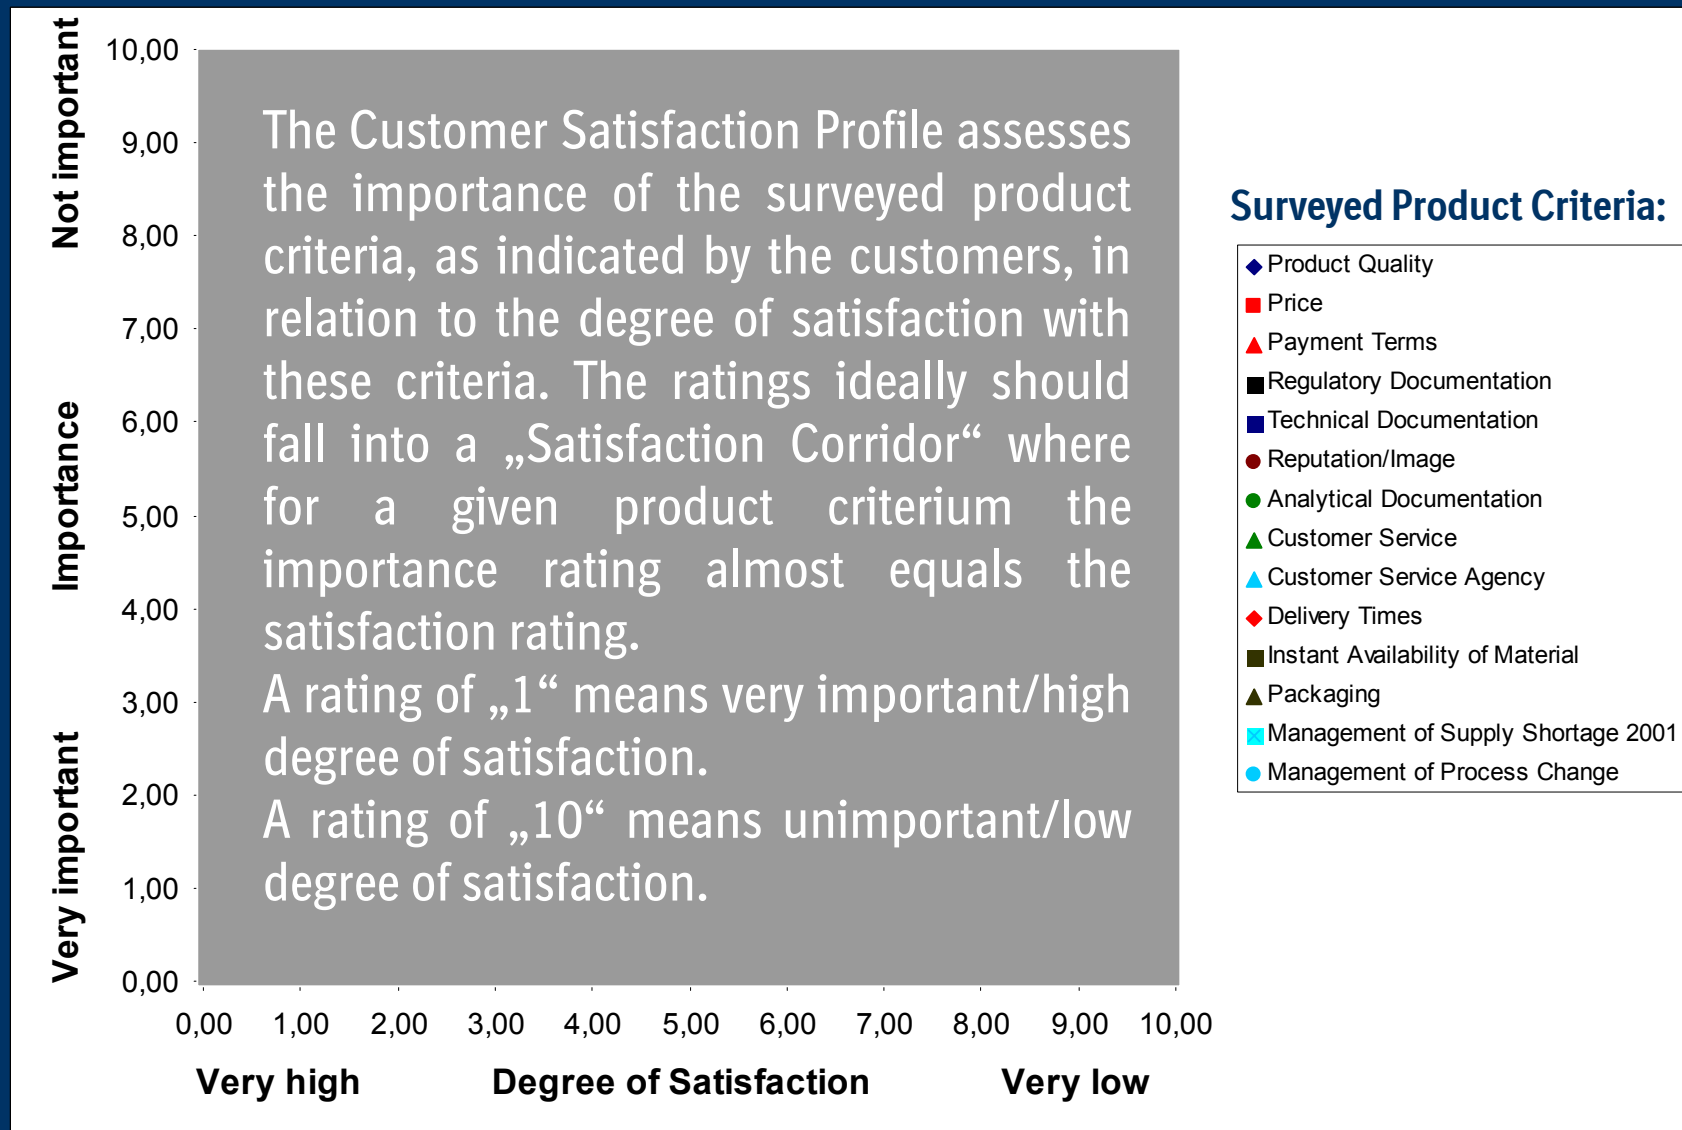 Not important
Importance
Very important
10,00
9,00
8,00
7,00
6,00
5,00
4,00
3,00
2,00
1,00
0,00
The Customer Satisfaction Profile assesses
the importance of the surveyed product
criteria, as indicated by the customers, in
relation to the degree of satisfaction with
these criteria. The ratings ideally should
fall into a „Satisfaction Corridor“ where
for a given product criterium the
importance rating almost equals the
satisfaction rating.
A rating of „1“ means very important/high
degree of satisfaction.
A rating of „10“ means unimportant/low
degree of satisfaction.
0,00 1,00 2,00 3,00 4,00 5,00 6,00 7,00 8,00 9,00 10,00
Very high Degree of Satisfaction Very low
Surveyed Product Criteria:
Product Quality
Price
Payment Terms
Regulatory Documentation
Technical Documentation
Reputation/Image
Analytical Documentation
Customer Service
Customer Service Agency
Delivery Times
Instant Availability of Material
Packaging
Management of Supply Shortage 2001
Management of Process Change